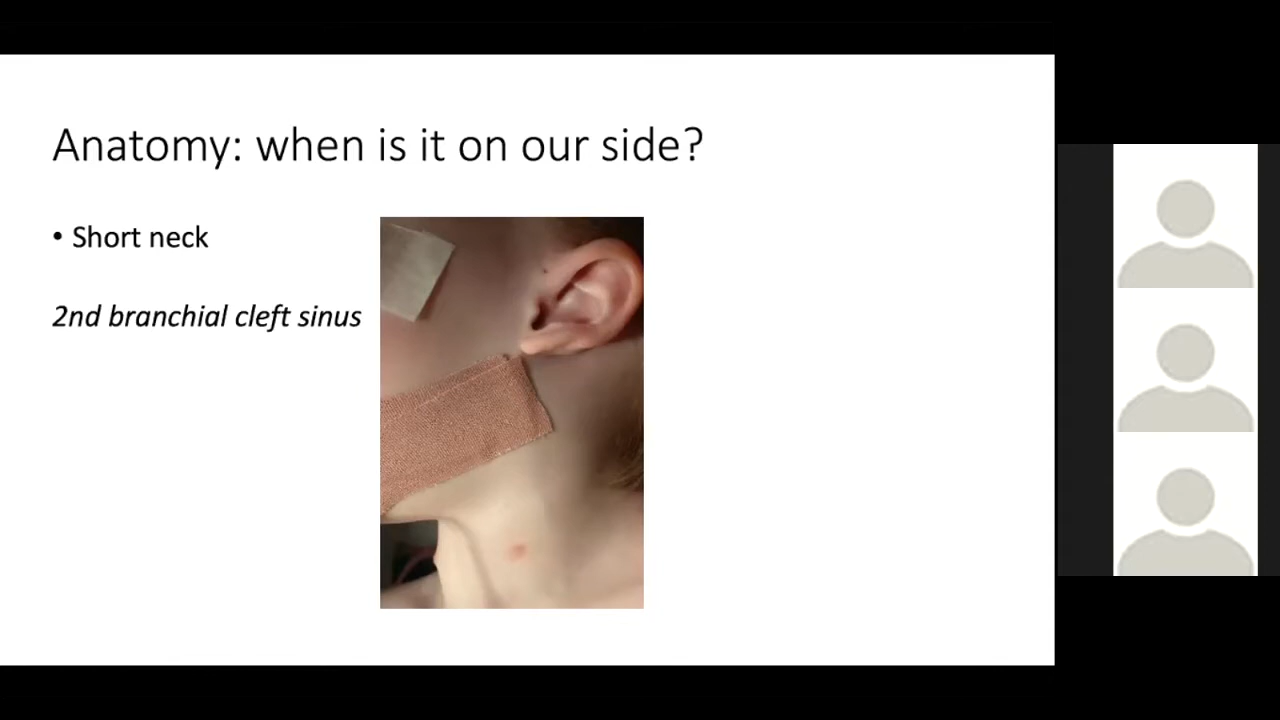 Anatomy: when is it on our side?
• Short neck
2nd branchial cleft sinus